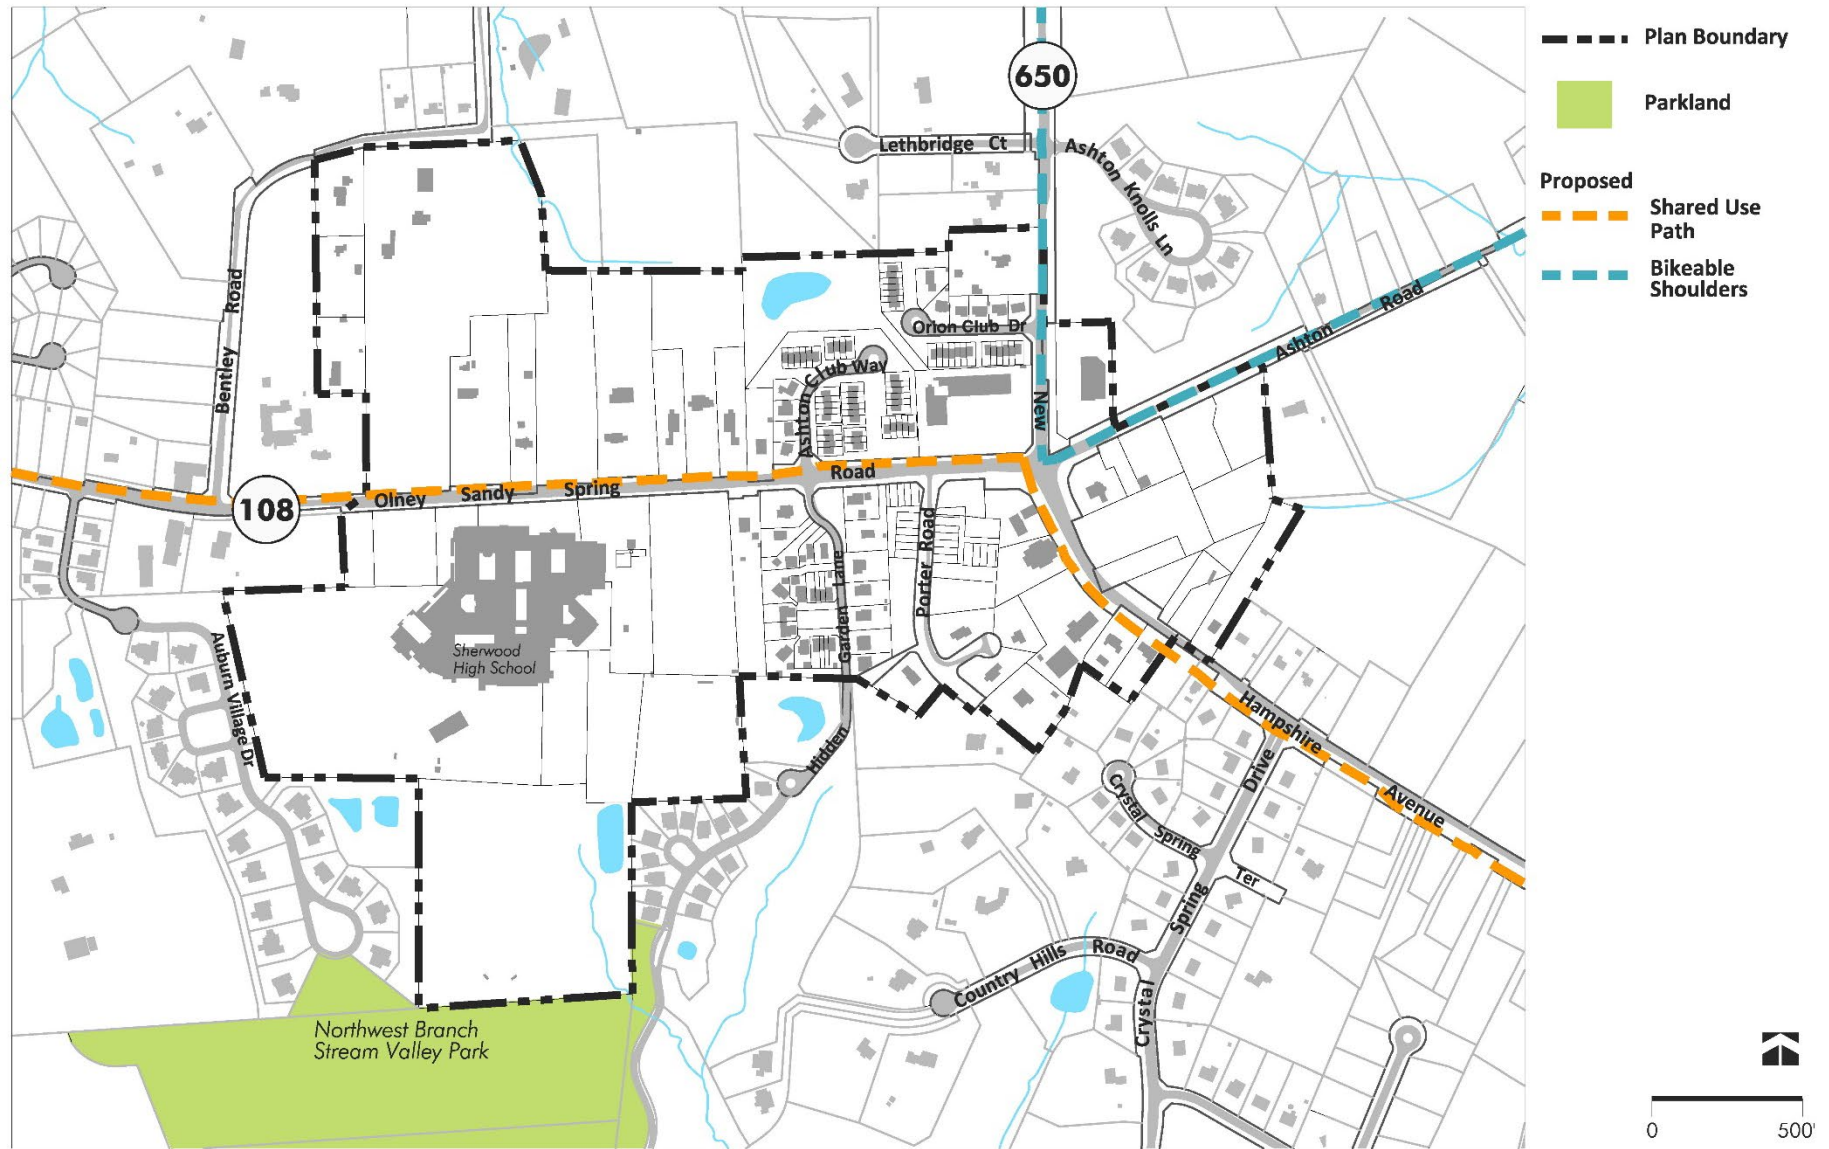 650
Plan Boundary
Parkland
Proposed
Shared Use
Path
Bikeable
Shoulders
Lethbridge Ct
Ashton Knolls Ln
Bentley Road
Orion Club Dr
Ashton Road
Ashton Club Way
New
108
Olney Sandy Spring Road
Porter Road
Garden Lane
Hidden
Sherwood
High School
Auburn Village Dr
Hampshire
Avenue
Drive
Crystal Spring
Ter
Spring
Country Hills Road
Crystal
Northwest Branch
Stream Valley Park
0 500'